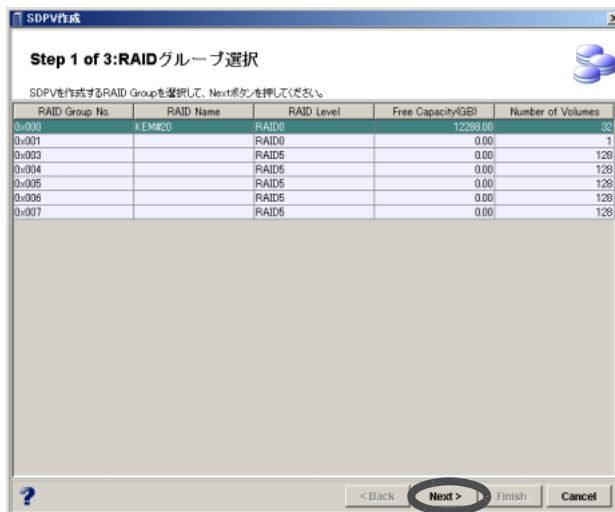 SDPV作成
Step 1 of 3:RAIDグループ選択
SDPVを作成するRAID Groupを選択して、Nextボタンを押してください。
RAID Group No. RAID Name RAID Level Free Capacity(GB) Number of Volumes
0x000 KEM#20 RAID0 12288.00 32
0x001 RAID0 0.00 1
0x003 RAID5 0.00 128
0x004 RAID5 0.00 128
0x005 RAID5 0.00 128
0x006 RAID5 0.00 128
0x007 RAID5 0.00 128
? < Back Next > Finish Cancel